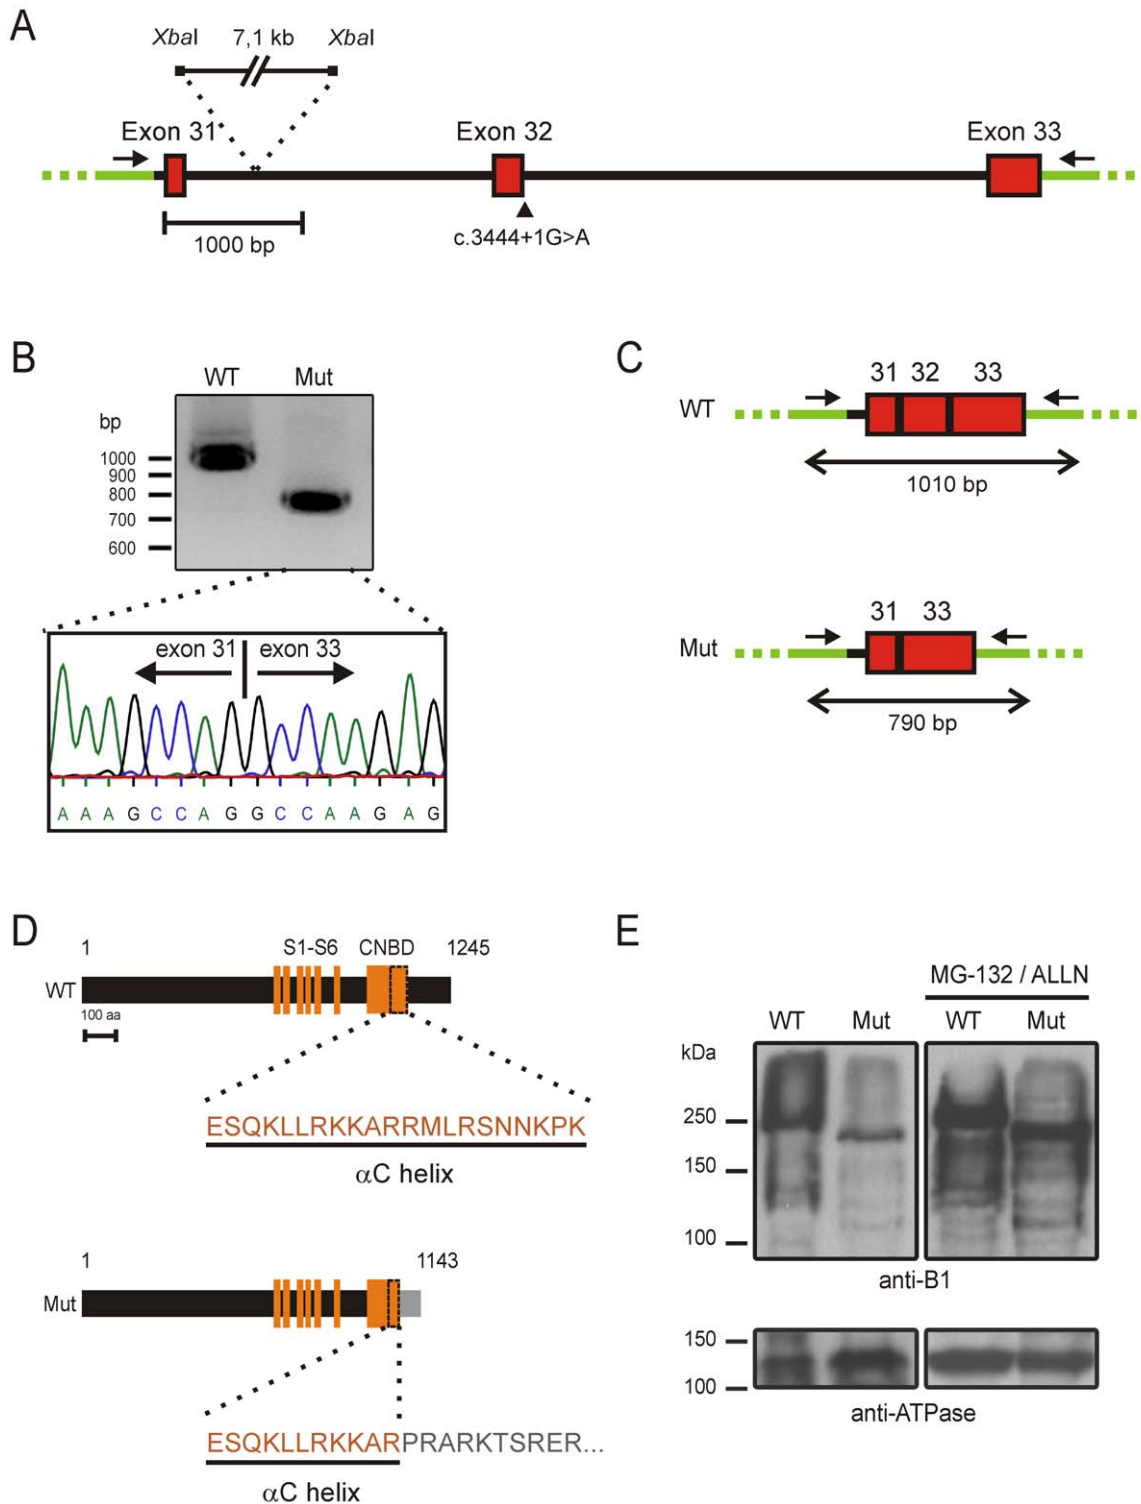 A
XbaI 7,1 kb XbaI
Exon 31 Exon 32 Exon 33
1000 bp
c.3444+1G>A
B
WT Mut
bp
1000
900
800
700
600
exon 31 exon 33
A A A G C C A G G C C A A G A G
C
31 32 33
WT
1010 bp
31 33
Mut
790 bp
D
1 S1-S6 CNBD 1245
WT
100 aa
ESQKLLRKKARRMLRSNNKPK
αC helix
1 1143
Mut
ESQKLLRKKARPRARKTSRER...
αC helix
E
MG-132 / ALLN
WT Mut WT Mut
kDa
250
150
100
anti-B1
150
100
anti-ATPase